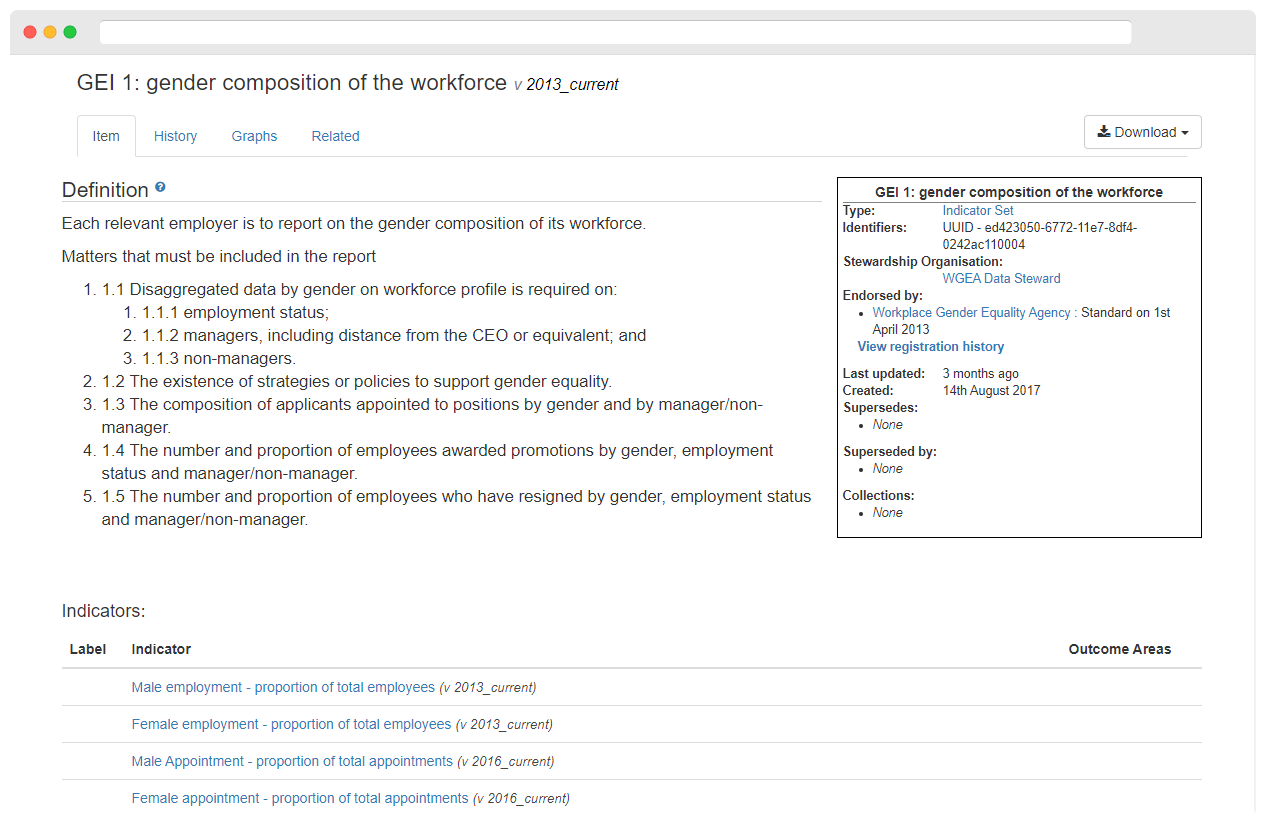 GEI 1: gender composition of the workforce v 2013_current
Item History Graphs Related
Download
Definition ?
Each relevant employer is to report on the gender composition of its workforce.
Matters that must be included in the report
1. 1.1 Disaggregated data by gender on workforce profile is required on:
1. 1.1.1 employment status;
2. 1.1.2 managers, including distance from the CEO or equivalent; and
3. 1.1.3 non-managers.
2. 1.2 The existence of strategies or policies to support gender equality.
3. 1.3 The composition of applicants appointed to positions by gender and by manager/non-
manager.
4. 1.4 The number and proportion of employees awarded promotions by gender, employment
status and manager/non-manager.
5. 1.5 The number and proportion of employees who have resigned by gender, employment status
and manager/non-manager.
GEI 1: gender composition of the workforce
Type: Indicator Set
Identifiers: UUID - ed423050-6772-11e7-8df4-
0242ac110004
Stewardship Organisation:
WGEA Data Steward
Endorsed by:
• Workplace Gender Equality Agency : Standard on 1st
April 2013
View registration history
Last updated: 3 months ago
Created: 14th August 2017
Supersedes:
• None
Superseded by:
• None
Collections:
• None
Indicators:
Label Indicator Outcome Areas
Male employment - proportion of total employees (v 2013_current)
Female employment - proportion of total employees (v 2013_current)
Male Appointment - proportion of total appointments (v 2016_current)
Female appointment - proportion of total appointments (v 2016_current)